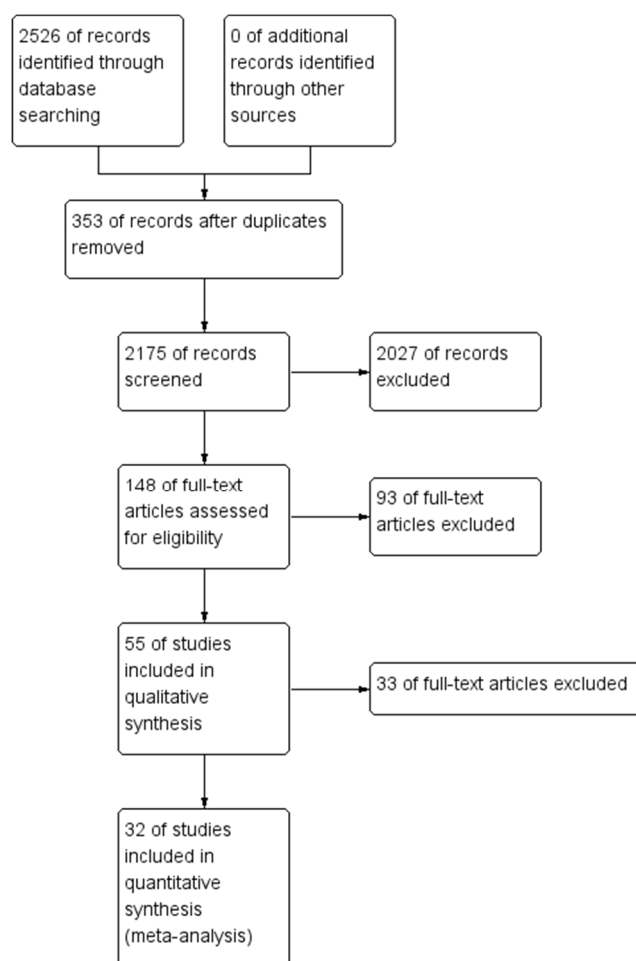 2526 of records
identified through
database
searching
0 of additional
records identified
through other
sources
353 of records after duplicates
removed
2175 of records
screened
2027 of records
excluded
148 of full-text
articles assessed
for eligibility
93 of full-text
articles excluded
55 of studies
included in
qualitative
synthesis
33 of full-text articles excluded
32 of studies
included in
quantitative
synthesis
(meta-analysis)